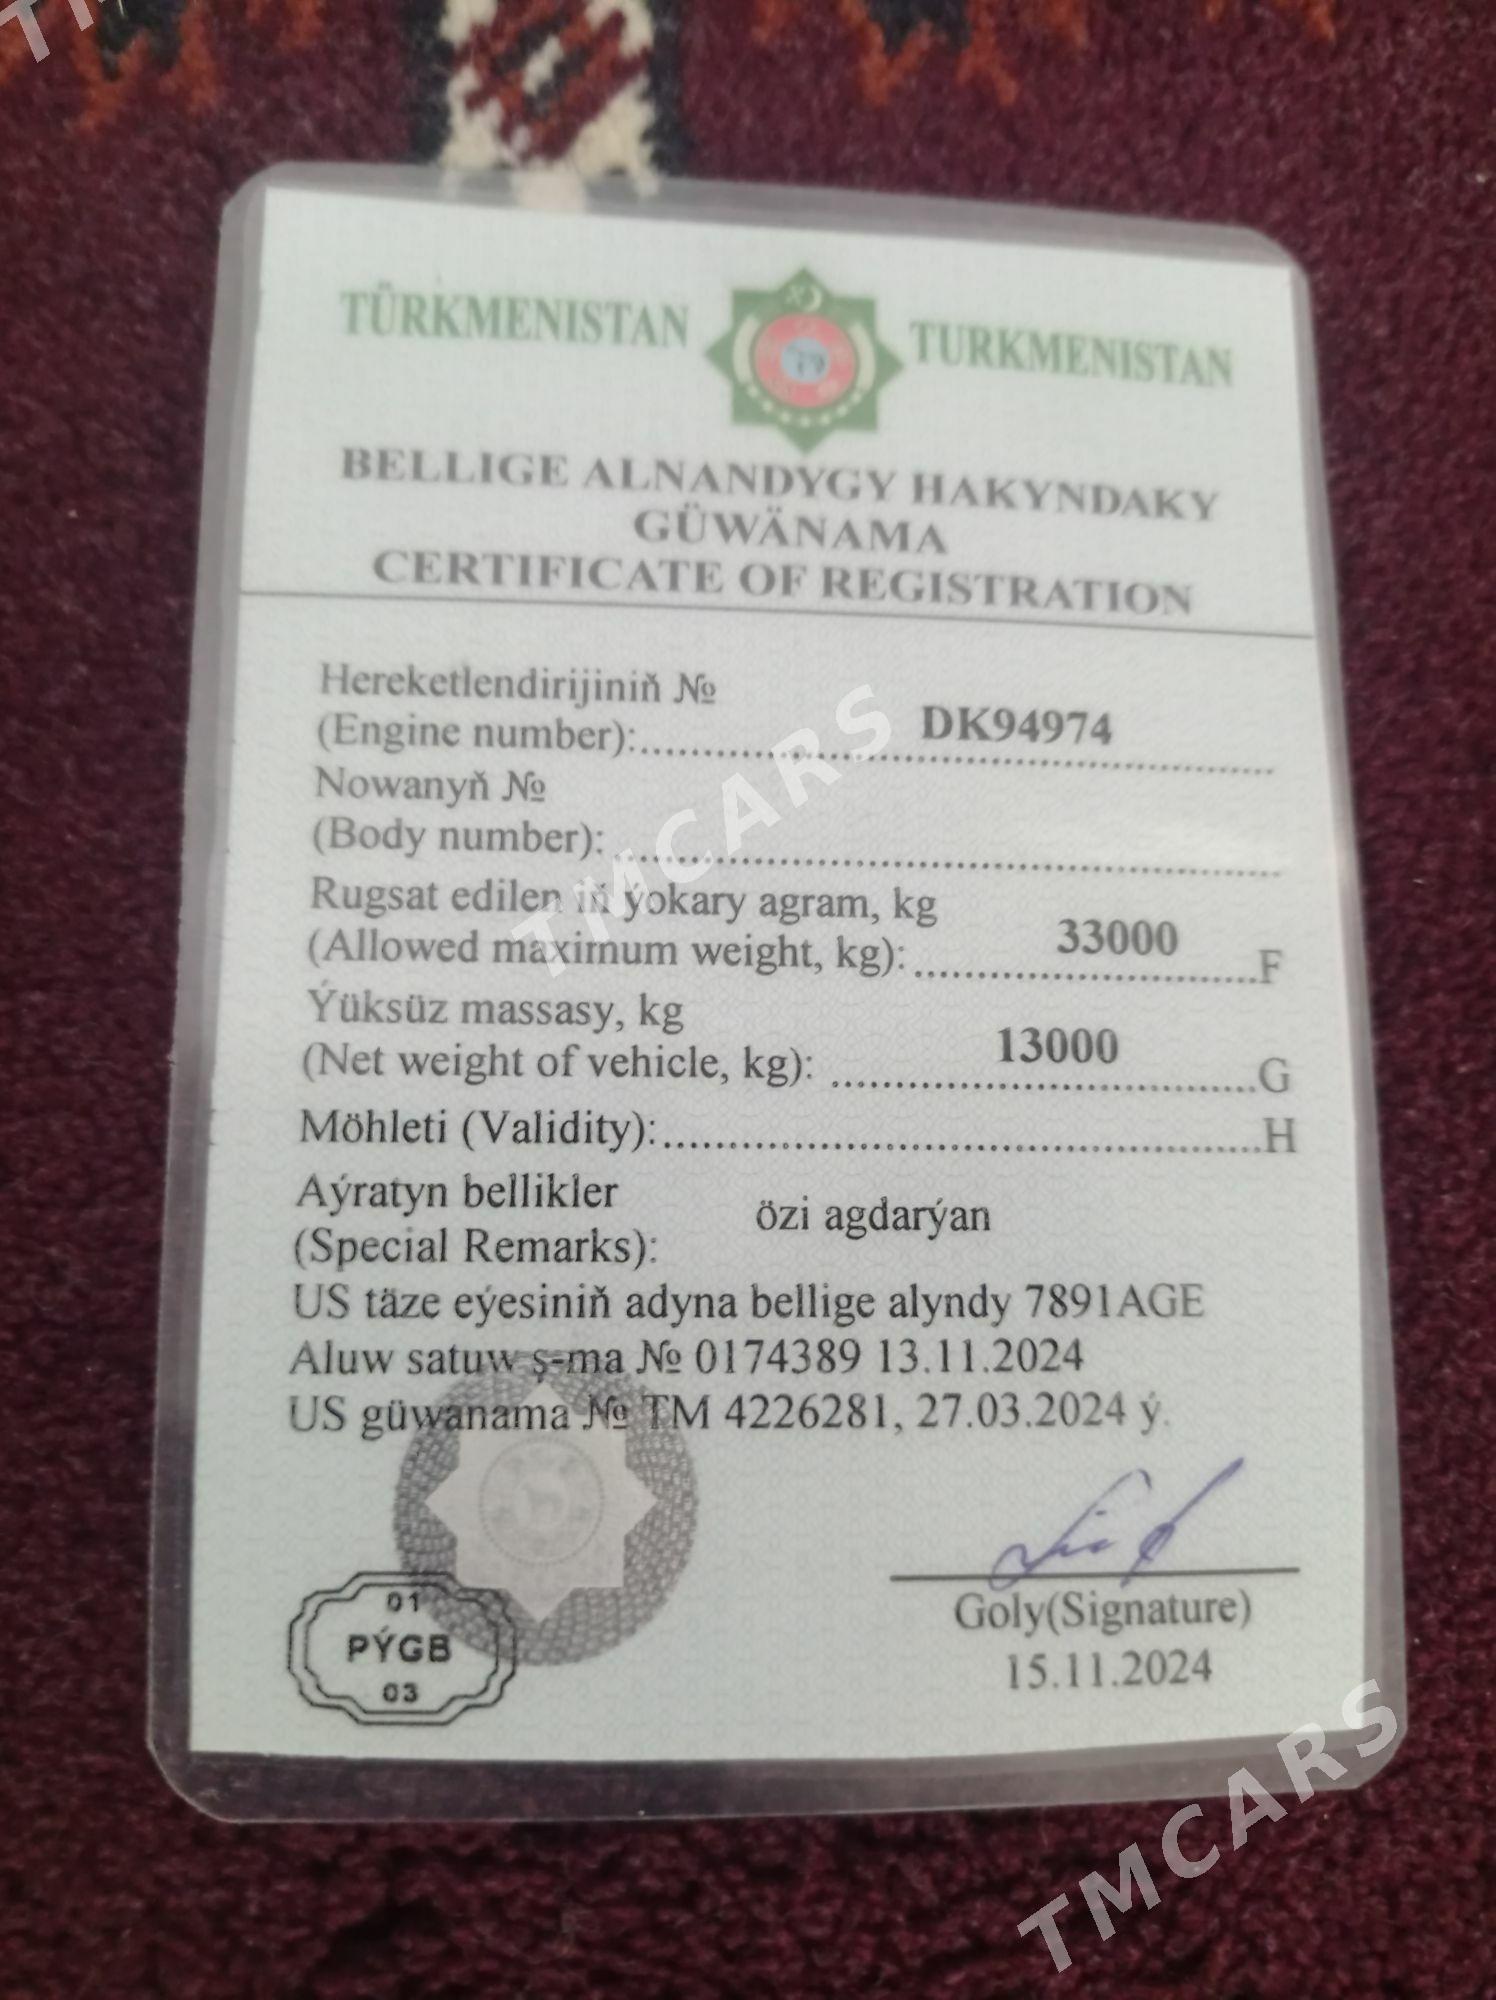 TÜRKMENISTAN TURKMENISTAN
BELLIGE ALNANDYGY HAKYNDAKY
GÜWÄNAMA
CERTIFICATE OF REGISTRATION
Hereketlendirijiniň №
(Engine number): DK94974
Nowanyň №
(Body number):
Rugsat edilen iň ýokary agram, kg
(Allowed maximum weight, kg): 33000 F
Ýüksüz massasy, kg
(Net weight of vehicle, kg): 13000 G
Möhleti (Validity): H
Aýratyn bellikler
(Special Remarks): özi agdarýan
US täze eýesiniň adyna bellige alyndy 7891AGE
Aluw satuw ş-ma № 0174389 13.11.2024
US güwänama № TM 4226281, 27.03.2024 ý.
01
PÝGB
03
Goly(Signature)
15.11.2024
TMCARS
TMCARS